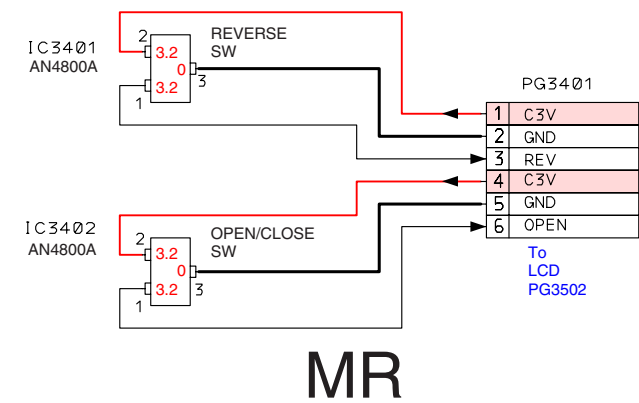 IC3401
AN4800A
2
3.2
0
3.2
1
3
REVERSE
SW
PG3401
1 C3V
2 GND
3 REV
4 C3V
5 GND
6 OPEN
To
LCD
PG3502
IC3402
AN4800A
2
3.2
0
3.2
1
3
OPEN/CLOSE
SW
MR